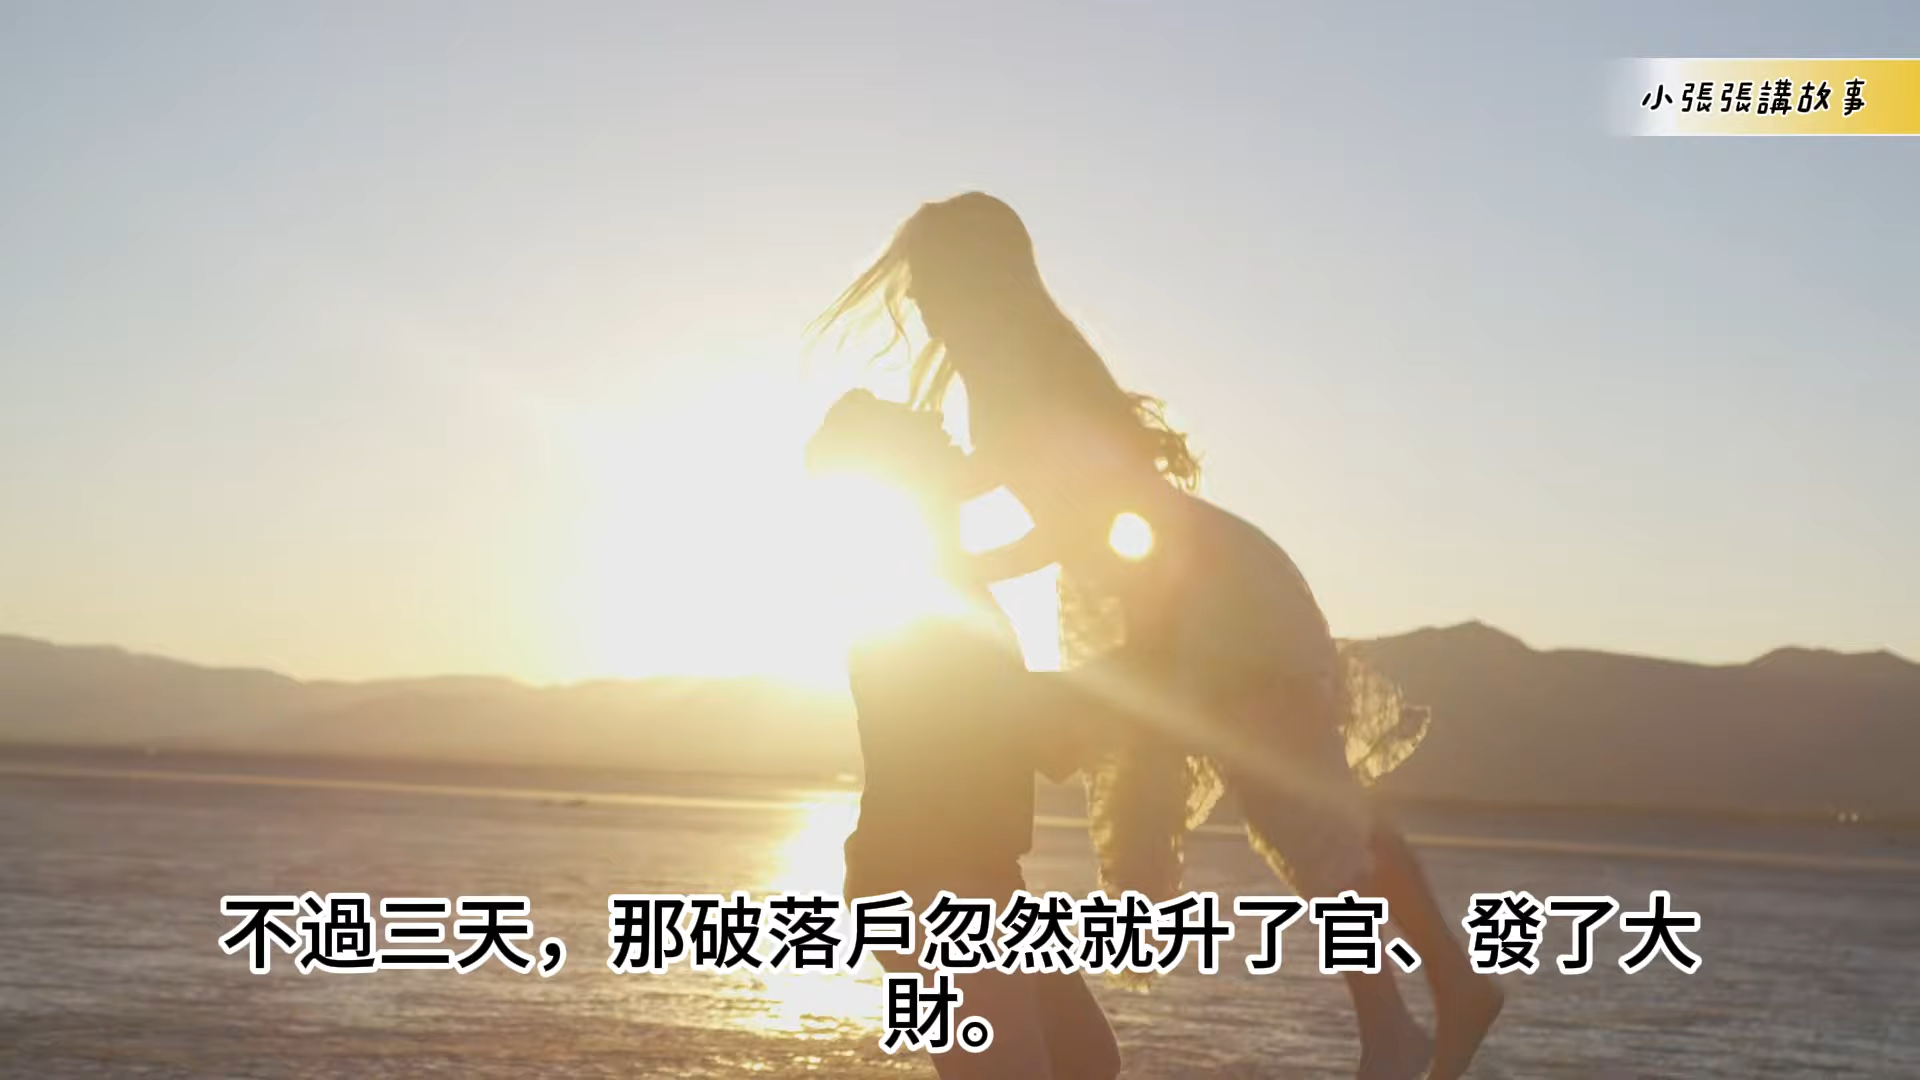 小張張講故事
不過三天，那破落戶忽然就升了官、發了大
財。